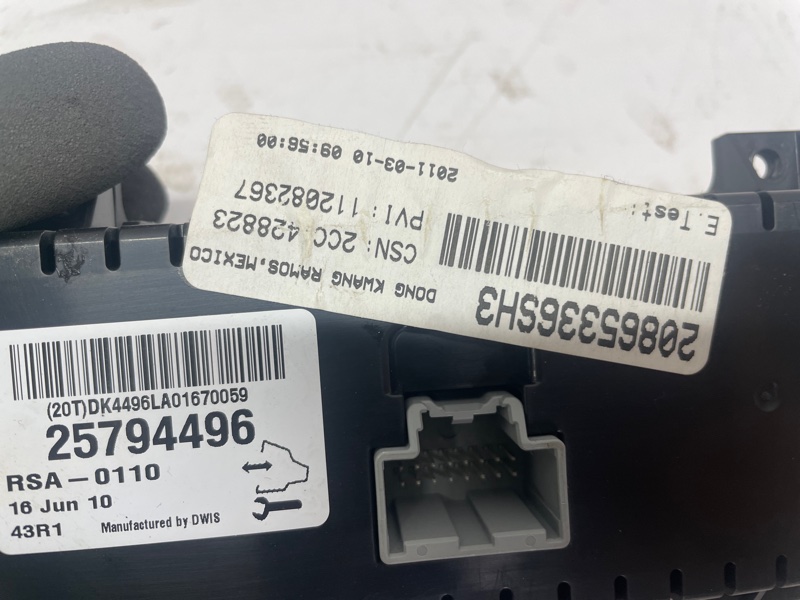 20865336SH3
DONG KWANG RAMOS,MEXICO
CSN: 2CC 428823
PVI: 112082367
E.Test:
2011-03-10 09:56:00
(20T)DK4496LA01670059
25794496
RSA-0110
16 Jun 10
43R1
Manufactured by DWIS